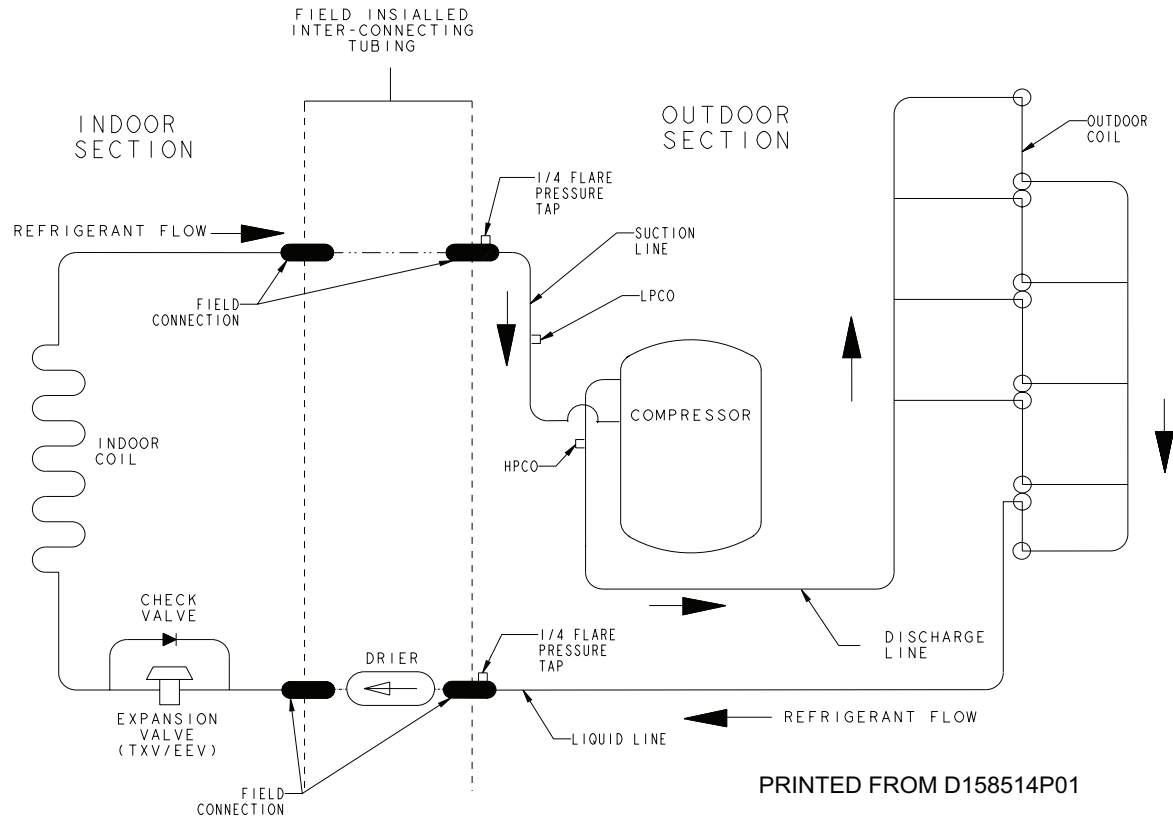 FIELD INSIALLED
INTER-CONNECTING
TUBING
INDOOR
SECTION
OUTDOOR
SECTION
OUTDOOR
COIL
1/4 FLARE
PRESSURE
TAP
REFRIGERANT FLOW
SUCTION
LINE
FIELD
CONNECTION
LPCO
COMPRESSOR
INDOOR
COIL
HPCO
CHECK
VALVE
DRIER
1/4 FLARE
PRESSURE
TAP
DISCHARGE
LINE
EXPANSION
VALVE
(TXV/EEV)
REFRIGERANT FLOW
LIQUID LINE
FIELD
CONNECTION
PRINTED FROM D158514P01